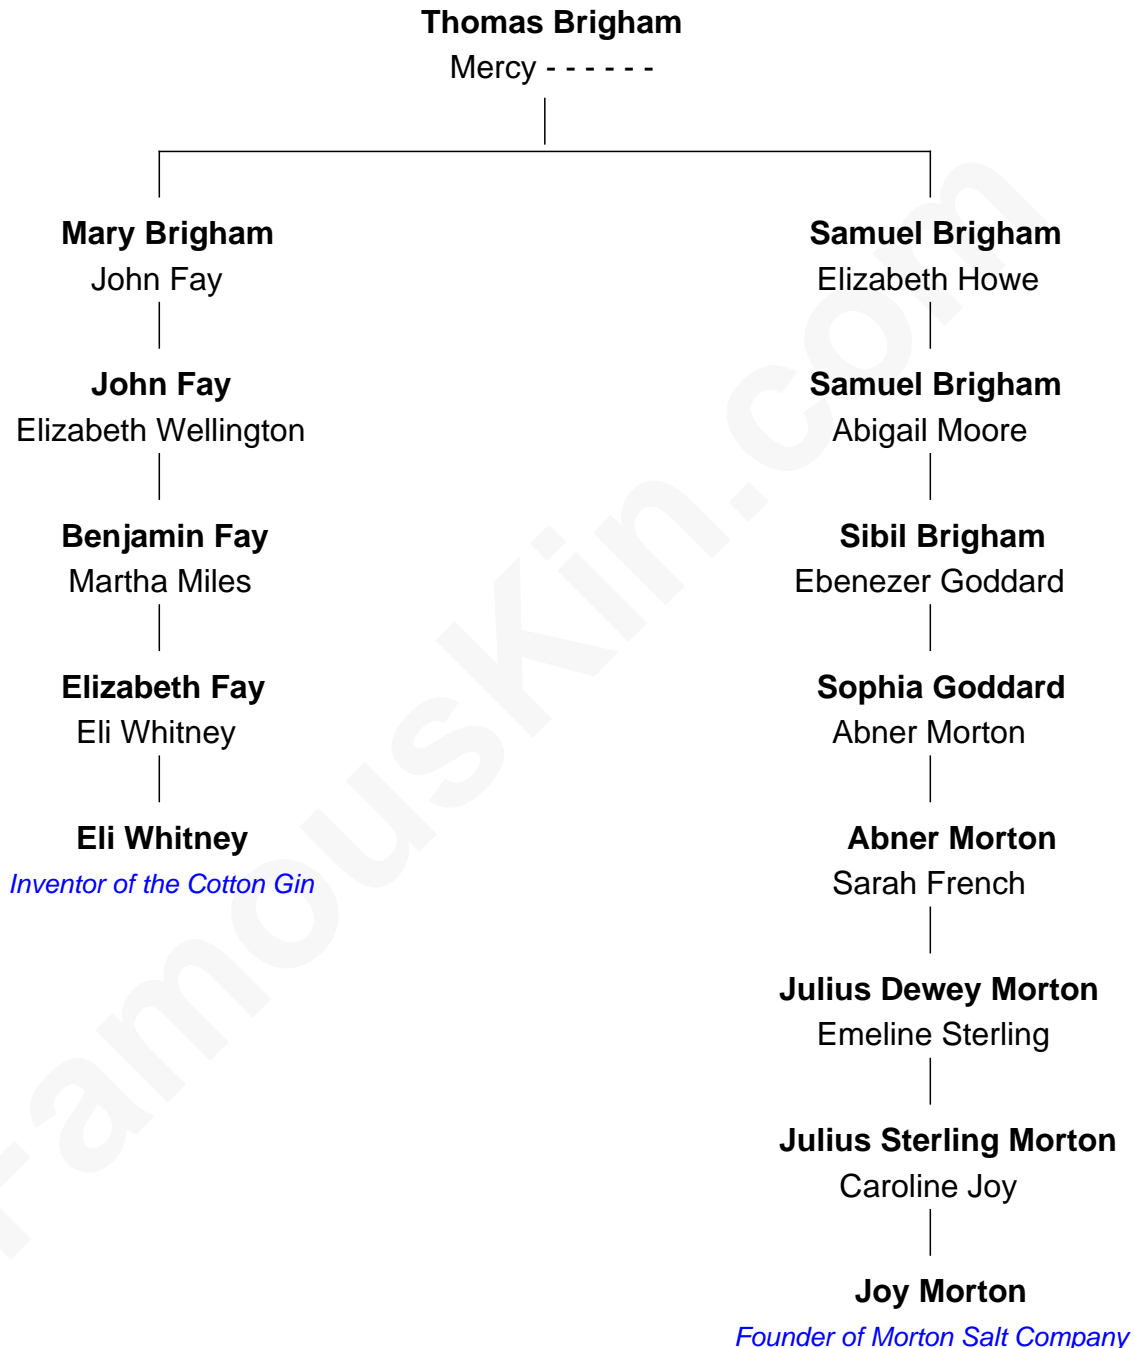 Thomas Brigham
Mercy - - - - - -
Mary Brigham
John Fay
John Fay
Elizabeth Wellington
Benjamin Fay
Martha Miles
Elizabeth Fay
Eli Whitney
Eli Whitney
Inventor of the Cotton Gin
Samuel Brigham
Elizabeth Howe
Samuel Brigham
Abigail Moore
Sibil Brigham
Ebenezer Goddard
Sophia Goddard
Abner Morton
Abner Morton
Sarah French
Julius Dewey Morton
Emeline Sterling
Julius Sterling Morton
Caroline Joy
Joy Morton
Founder of Morton Salt Company
FamousKin.com